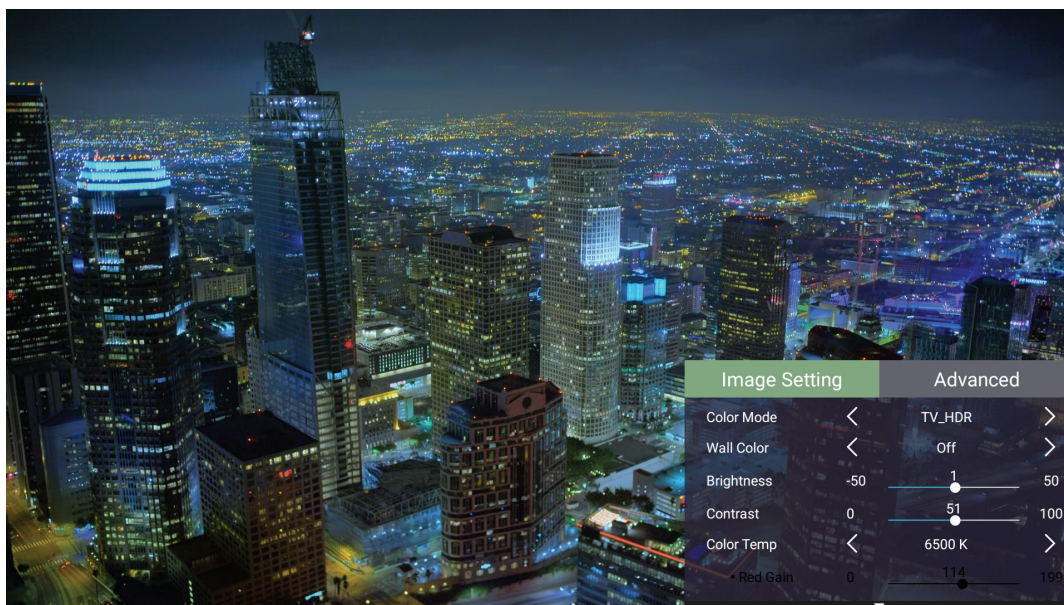 Image Setting Advanced
Color Mode TV_HDR
Wall Color Off
Brightness -50 1 50
Contrast 0 51 100
Color Temp 6500 K
• Red Gain 0 114 199